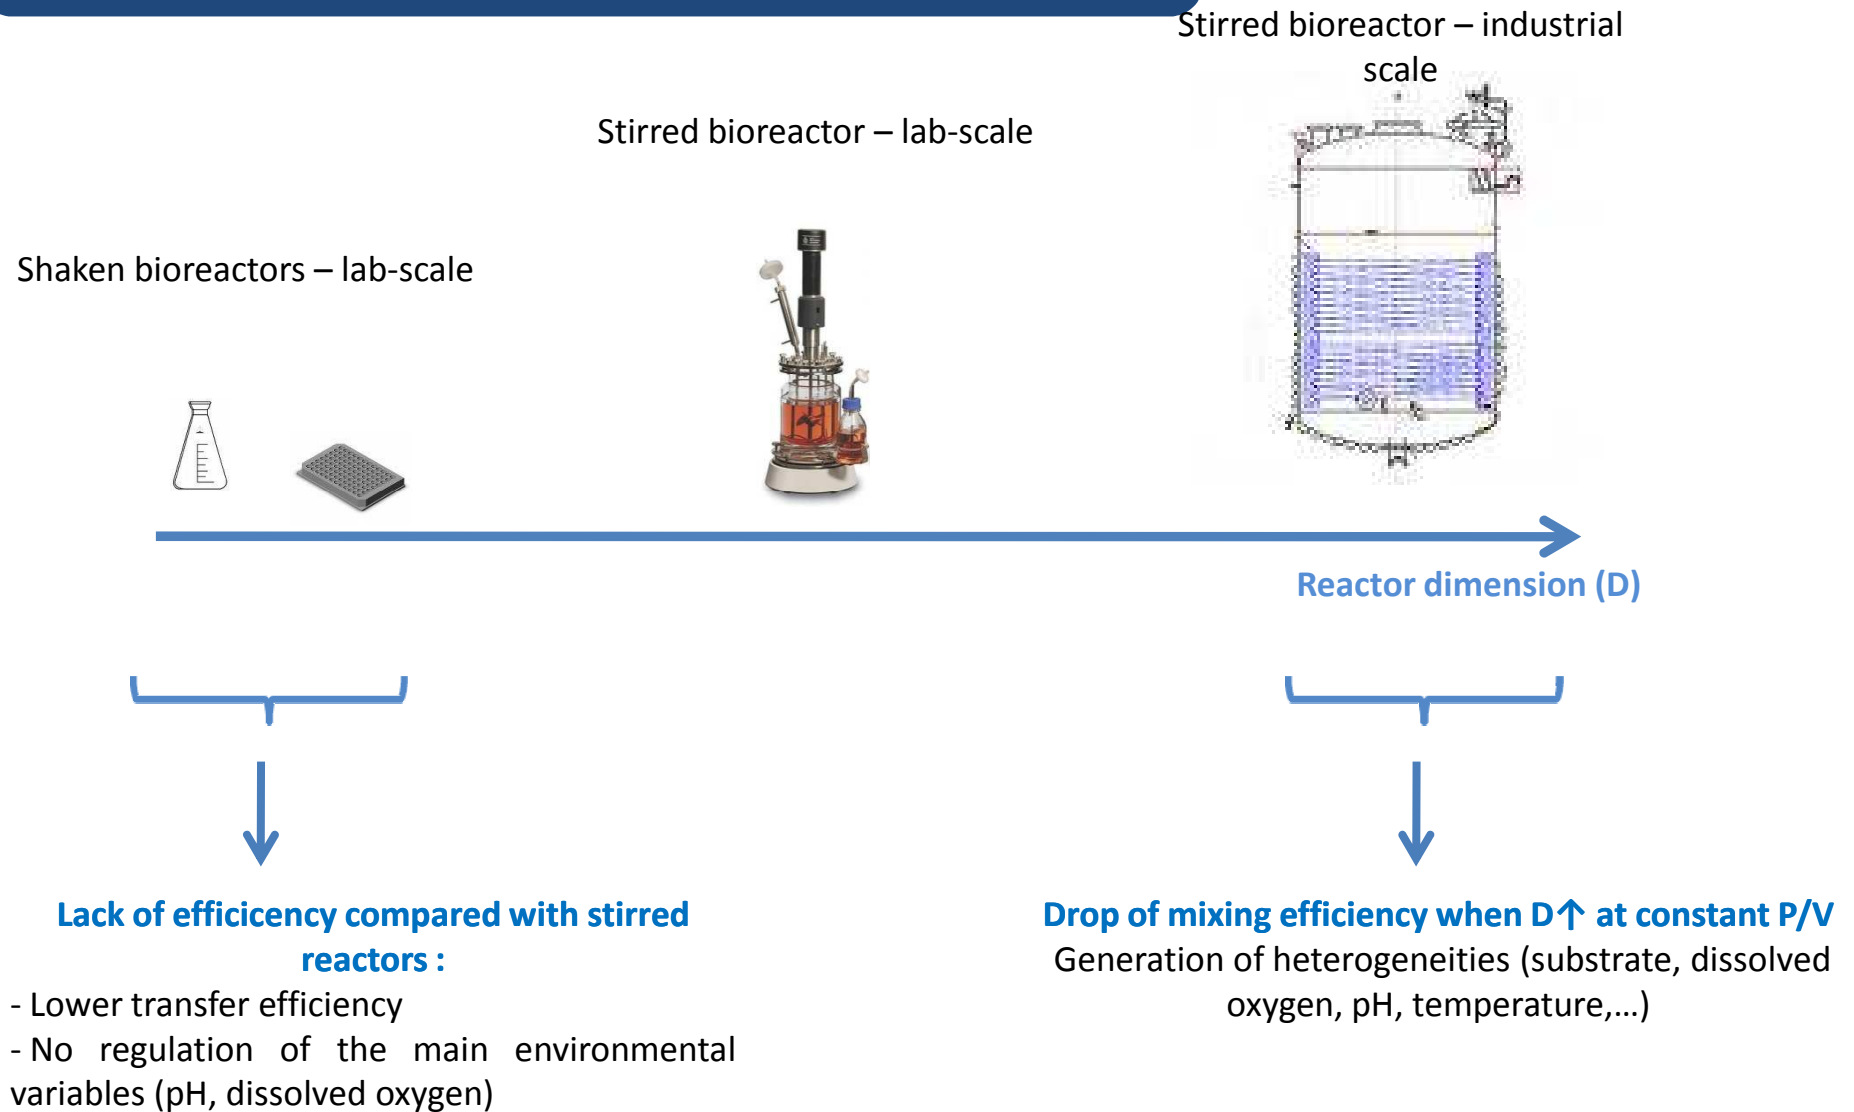 Stirred bioreactor – industrial
scale
Stirred bioreactor – lab-scale
Shaken bioreactors – lab-scale
Reactor dimension (D)
Lack of efficicency compared with stirred
reactors :
- Lower transfer efficiency
- No regulation of the main environmental
variables (pH, dissolved oxygen)
Drop of mixing efficiency when D↑ at constant P/V
Generation of heterogeneities (substrate, dissolved
oxygen, pH, temperature,...)